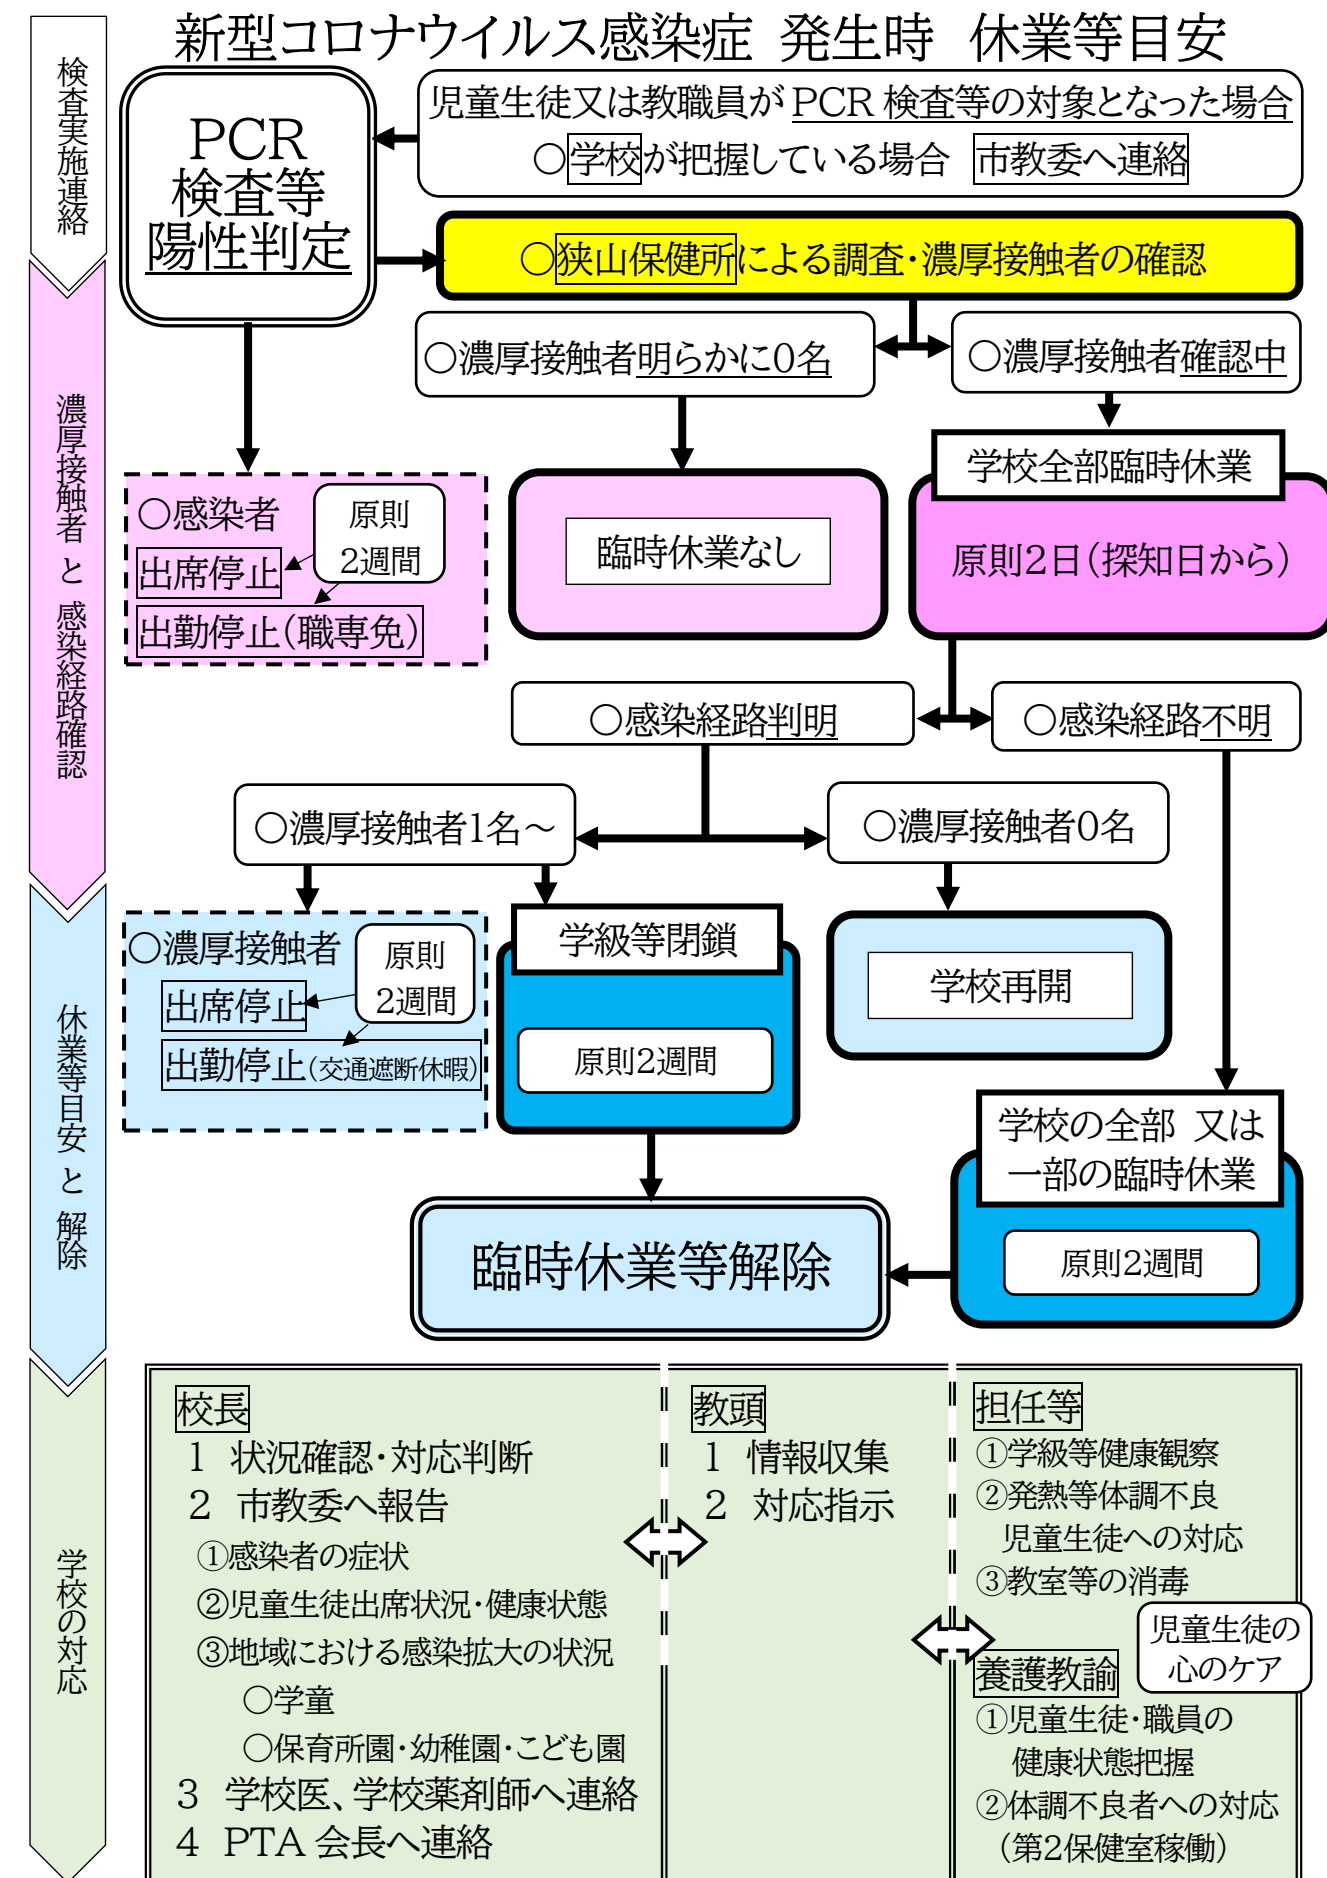 新型コロナウイルス感染症 発生時 休業等目安
検査実施連絡
児童生徒又は教職員がPCR検査等の対象となった場合
○学校が把握している場合 市教委へ連絡
PCR
検査等
陽性判定
○狭山保健所による調査・濃厚接触者の確認
濃厚接触者と感染経路確認
○濃厚接触者明らかに0名
○濃厚接触者確認中
学校全部臨時休業
原則2日(探知日から)
臨時休業なし
○感染者
原則
2週間
出席停止
出勤停止(職専免)
○感染経路判明
○感染経路不明
○濃厚接触者1名～
○濃厚接触者0名
休業等目安と解除
○濃厚接触者
原則
2週間
出席停止
出勤停止(交通遮断休暇)
学級等閉鎖
原則2週間
学校再開
学校の全部 又は
一部の臨時休業
原則2週間
臨時休業等解除
学校の対応
校長
1 状況確認・対応判断
2 市教委へ報告
①感染者の症状
②児童生徒出席状況・健康状態
③地域における感染拡大の状況
○学童
○保育所園・幼稚園・こども園
3 学校医、学校薬剤師へ連絡
4 PTA会長へ連絡
教頭
1 情報収集
2 対応指示
担任等
①学級等健康観察
②発熱等体調不良
児童生徒への対応
③教室等の消毒
児童生徒の
心のケア
養護教諭
①児童生徒・職員の
健康状態把握
②体調不良者への対応
(第2保健室稼働)